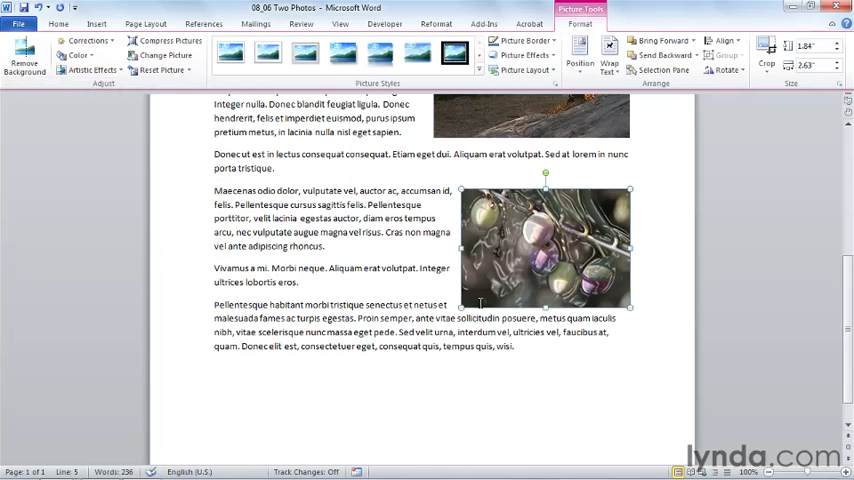 08_06 Two Photos - Microsoft Word
Picture Tools
File Home Insert Page Layout References Mailings Review View Developer Reformat Add-Ins Acrobat Format
Remove Background
Corrections
Color
Artistic Effects
Compress Pictures
Change Picture
Reset Picture
Adjust
Picture Styles
Picture Border
Picture Effects
Picture Layout
Position
Wrap Text
Bring Forward
Send Backward
Selection Pane
Align
Group
Rotate
Arrange
Crop
1.84"
2.63"
Size
Integer nulla. Donec blandit feugiat ligula. Donec
hendrerit, felis et imperdiet euismod, purus ipsum
pretium metus, in lacinia nulla nisl eget sapien.
Donec ut est in lectus consequat consequat. Etiam eget dui. Aliquam erat volutpat. Sed at lorem in nunc
porta tristique.
Maecenas odio dolor, vulputate vel, auctor ac, accumsan id,
felis. Pellentesque cursus sagittis felis. Pellentesque
porttitor, velit lacinia egestas auctor, diam eros tempus
arcu, nec vulputate augue magna vel risus. Cras non magna
vel ante adipiscing rhoncus.
Vivamus a mi. Morbi neque. Aliquam erat volutpat. Integer
ultrices lobortis eros.
Pellentesque habitant morbi tristique senectus et netus et
malesuada fames ac turpis egestas. Proin semper, ante vitae sollicitudin posuere, metus quam iaculis
nibh, vitae scelerisque nunc massa eget pede. Sed velit urna, interdum vel, ultricies vel, faucibus at,
quam. Donec elit est, consectetuer eget, consequat quis, tempus quis, wisi.
lynda.com
Page: 1 of 1 Line: 5 Words: 236 English (U.S.) Track Changes: Off 100%